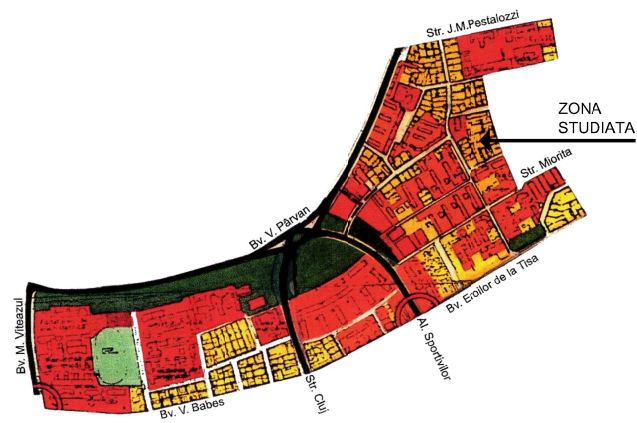 Str. J.M.Pestalozzi
ZONA
STUDIATA
Str. Miorita
Bv. V. Pârvan
Bv. Eroilor de la Tisa
Bv. M. Viteazul
Al. Sportivilor
Str. Cluj
Bv. V. Babes